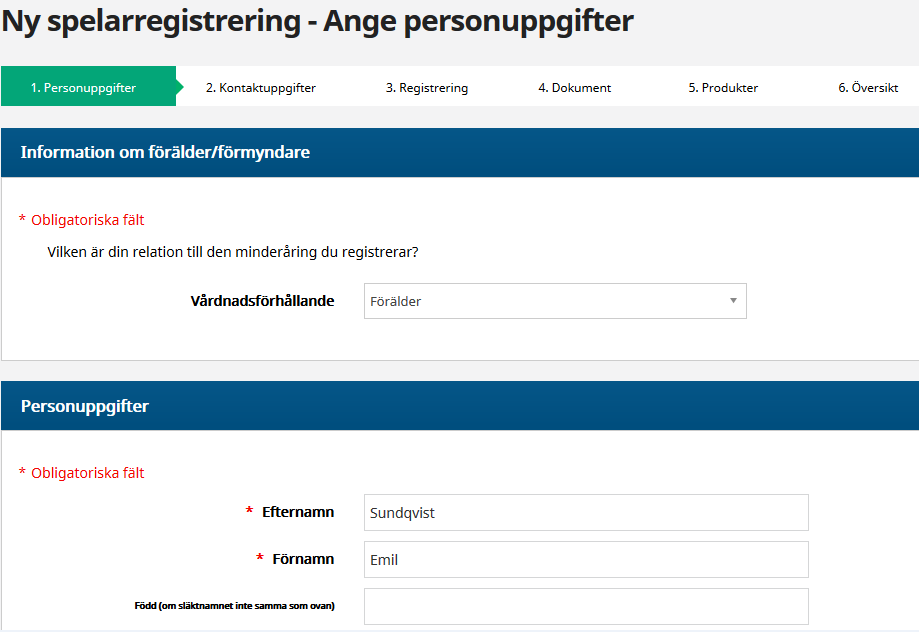 Ny spelarregistrering - Ange personuppgifter
1. Personuppgifter 2. Kontaktuppgifter 3. Registrering 4. Dokument 5. Produkter 6. Översikt
Information om förälder/förmyndare
* Obligatoriska fält
Vilken är din relation till den minderåring du registrerar?
Vårdnadsförhållande Förälder
Personuppgifter
* Obligatoriska fält
* Efternamn Sundqvist
* Förnamn Emil
Född (om släktnamnet inte samma som ovan)